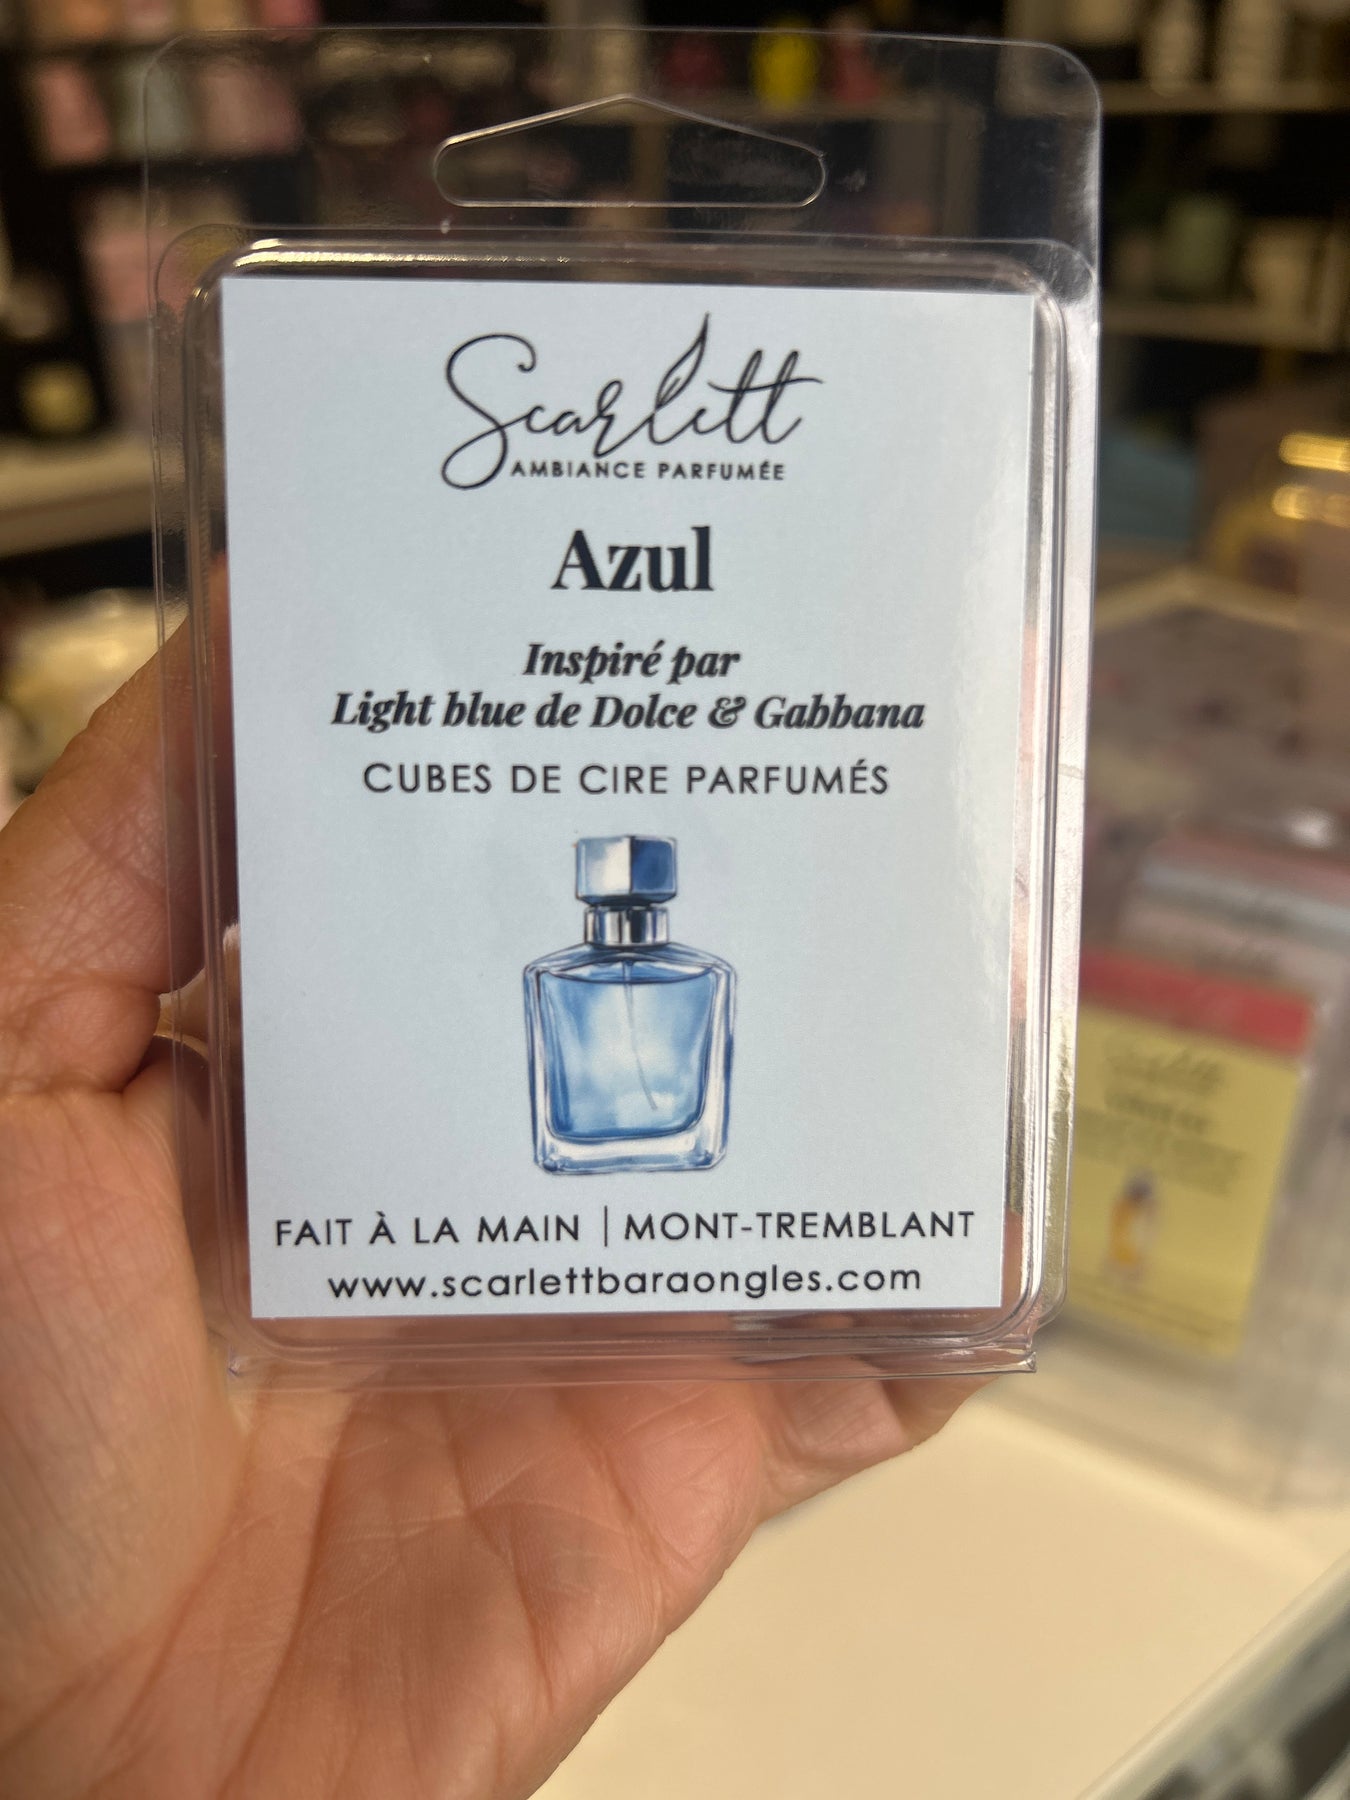 Scarlett
AMBIANCE PARFUMÉE
Azul
Inspiré par
Light blue de Dolce & Gabbana
CUBES DE CIRE PARFUMÉS
FAIT À LA MAIN | MONT-TREMBLANT
www.scarlettbaraongles.com